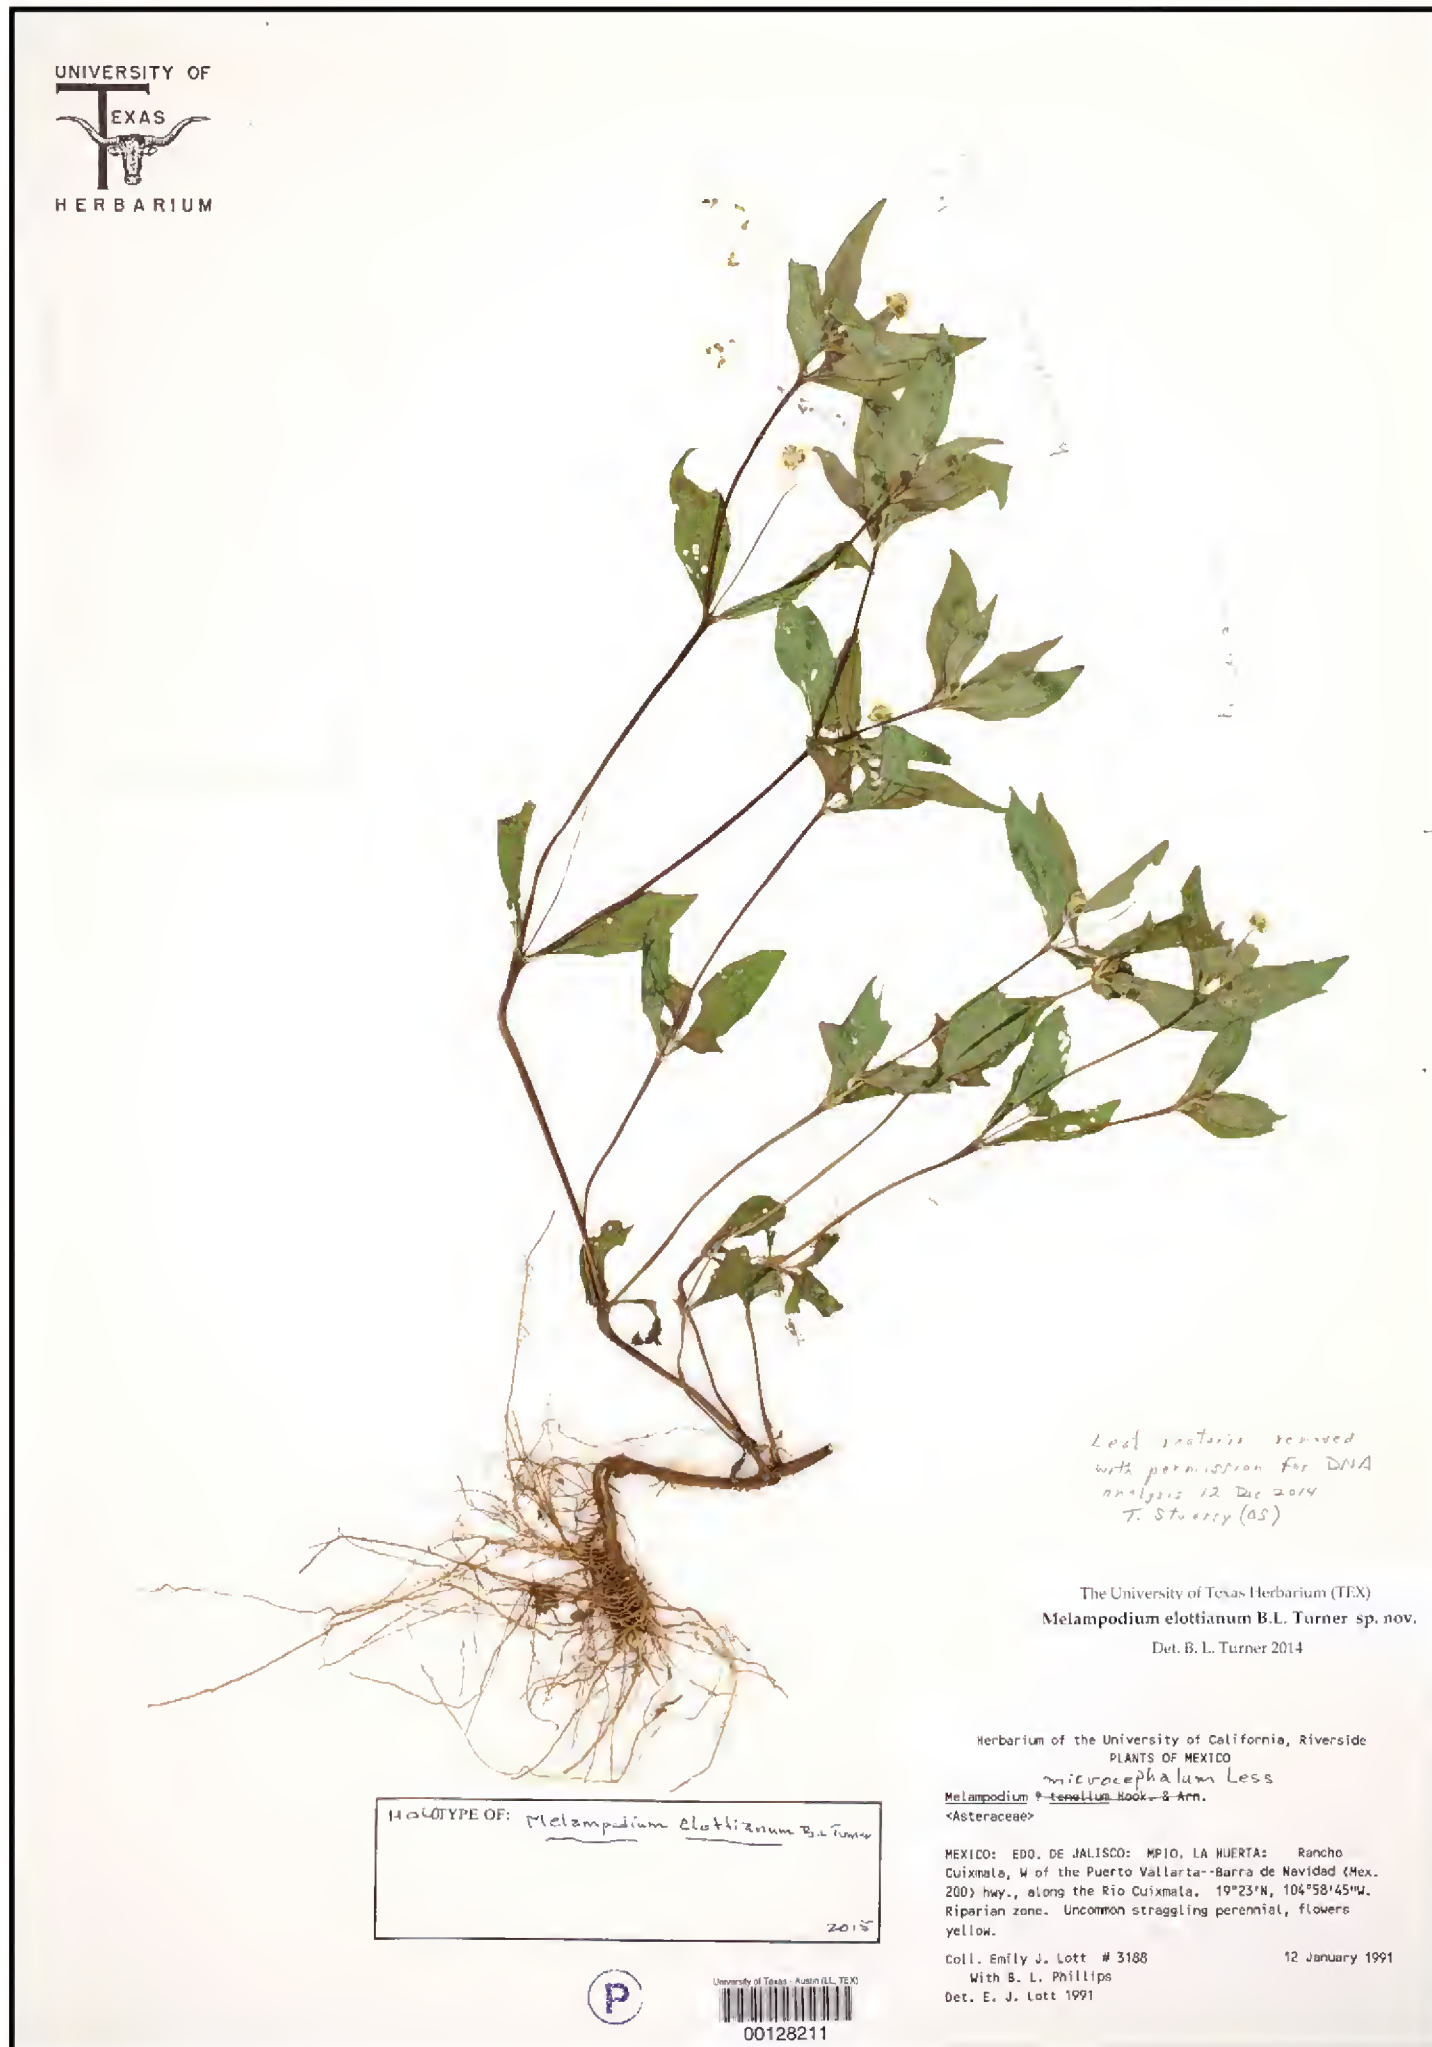 UNIVERSITY OF
TEXAS
HERBARIUM
Leaf material removed
with permission for DNA
analysis 12 Dec 2014
T. Stuessy (OS)
The University of Texas Herbarium (TEX)
Melampodium elottianum B.L. Turner sp. nov.
Det. B. L. Turner 2014
Herbarium of the University of California, Riverside
PLANTS OF MEXICO
microcephalum Less
Melampodium ? tenellum Hook. & Arn.
<Asteraceae>
MEXICO: EDO. DE JALISCO: MPIO. LA HUERTA: Rancho
Cuixmala, W of the Puerto Vallarta--Barra de Navidad (Mex.
200) hwy., along the Rio Cuixmala. 19°23'N, 104°58'45"W.
Riparian zone. Uncommon straggling perennial, flowers
yellow.
Coll. Emily J. Lott # 3188 12 January 1991
With B. L. Phillips
Det. E. J. Lott 1991
HOLOTYPE OF: Melampodium elottianum B.L. Turner
2015
P
University of Texas - Austin (LL, TEX)
00128211